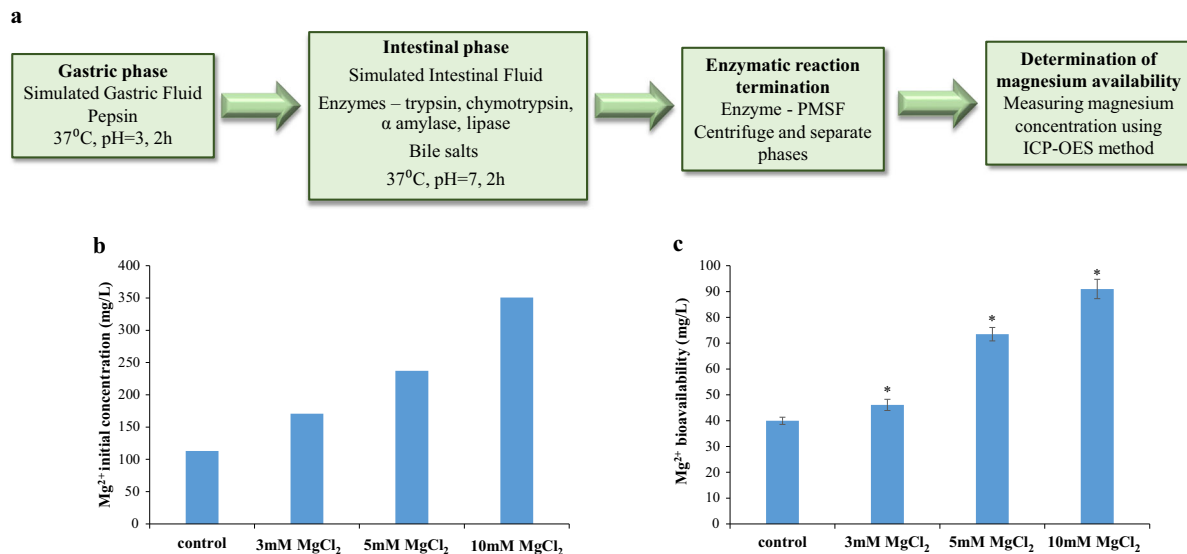 a
Gastric phase
Simulated Gastric Fluid
Pepsin
37⁰C, pH=3, 2h
Intestinal phase
Simulated Intestinal Fluid
Enzymes – trypsin, chymotrypsin,
α amylase, lipase
Bile salts
37⁰C, pH=7, 2h
Enzymatic reaction
termination
Enzyme - PMSF
Centrifuge and separate
phases
Determination of
magnesium availability
Measuring magnesium
concentration using
ICP-OES method
b
Mg²⁺ initial concentration (mg/L)
400
350
300
250
200
150
100
50
0
control
3mM MgCl₂
5mM MgCl₂
10mM MgCl₂
c
Mg²⁺ bioavailability (mg/L)
100
90
80
70
60
50
40
30
20
10
0
*
*
*
control
3mM MgCl₂
5mM MgCl₂
10mM MgCl₂